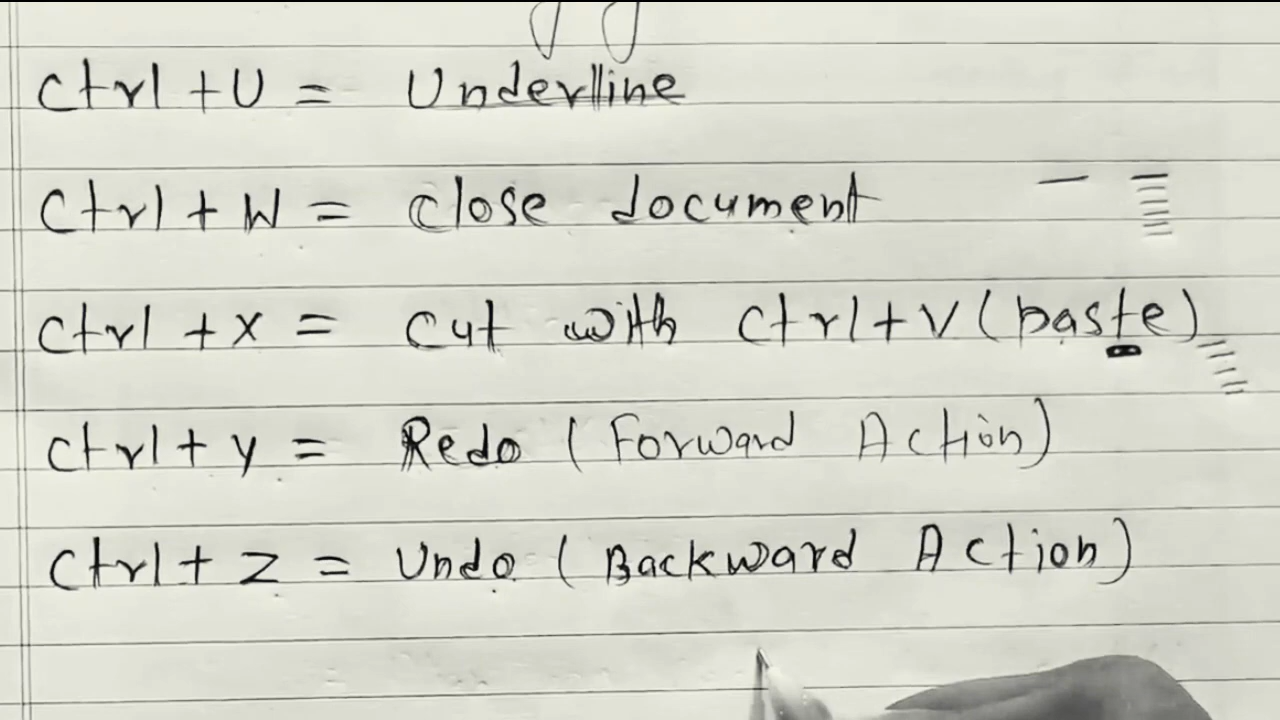 Ctrl + U = Underline
Ctrl + W = Close document
Ctrl + X = Cut with Ctrl + V (paste)
Ctrl + y = Redo (Forward Action)
Ctrl + Z = Undo (Backward Action)